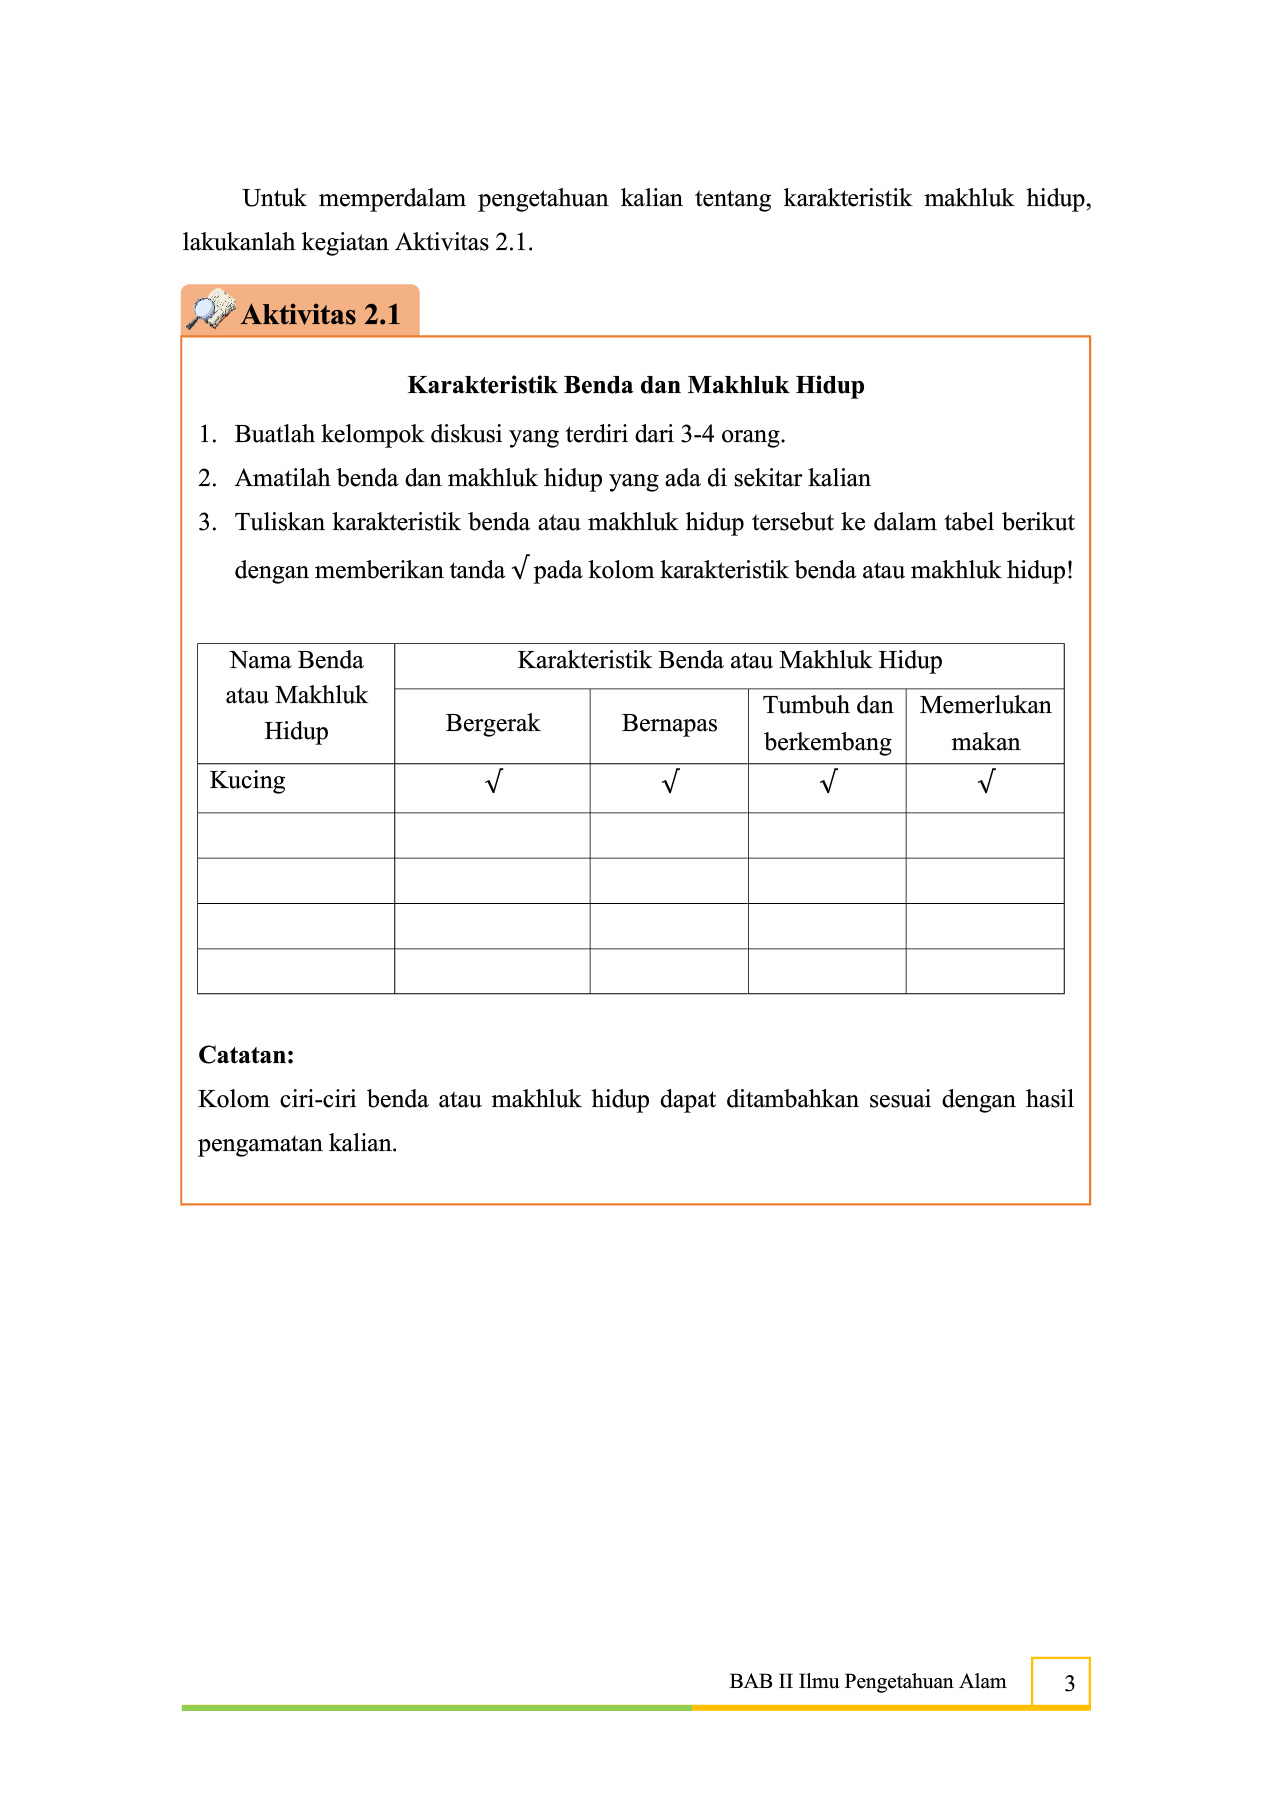 Untuk memperdalam pengetahuan kalian tentang karakteristik makhluk hidup,
lakukanlah kegiatan Aktivitas 2.1.
Aktivitas 2.1
Karakteristik Benda dan Makhluk Hidup
1. Buatlah kelompok diskusi yang terdiri dari 3-4 orang.
2. Amatilah benda dan makhluk hidup yang ada di sekitar kalian
3. Tuliskan karakteristik benda atau makhluk hidup tersebut ke dalam tabel berikut
dengan memberikan tanda √ pada kolom karakteristik benda atau makhluk hidup!
Nama Benda
atau Makhluk
Hidup
Karakteristik Benda atau Makhluk Hidup
Bergerak
Bernapas
Tumbuh dan
berkembang
Memerlukan
makan
Kucing √ √ √ √
Catatan:
Kolom ciri-ciri benda atau makhluk hidup dapat ditambahkan sesuai dengan hasil
pengamatan kalian.
BAB II Ilmu Pengetahuan Alam 3